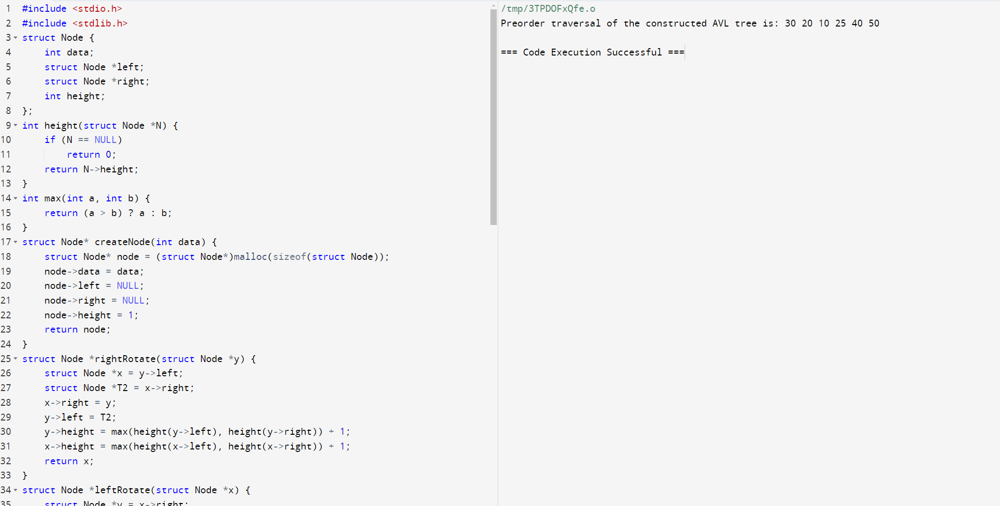 1 #include <stdio.h>
2 #include <stdlib.h>
3 struct Node {
4     int data;
5     struct Node *left;
6     struct Node *right;
7     int height;
8 };
9 int height(struct Node *N) {
10     if (N == NULL)
11         return 0;
12     return N->height;
13 }
14 int max(int a, int b) {
15     return (a > b) ? a : b;
16 }
17 struct Node* createNode(int data) {
18     struct Node* node = (struct Node*)malloc(sizeof(struct Node));
19     node->data = data;
20     node->left = NULL;
21     node->right = NULL;
22     node->height = 1;
23     return node;
24 }
25 struct Node *rightRotate(struct Node *y) {
26     struct Node *x = y->left;
27     struct Node *T2 = x->right;
28     x->right = y;
29     y->left = T2;
30     y->height = max(height(y->left), height(y->right)) + 1;
31     x->height = max(height(x->left), height(x->right)) + 1;
32     return x;
33 }
34 struct Node *leftRotate(struct Node *x) {
35     struct Node *y = x->right;
/tmp/3TPDOFxQfe.o
Preorder traversal of the constructed AVL tree is: 30 20 10 25 40 50
=== Code Execution Successful ===